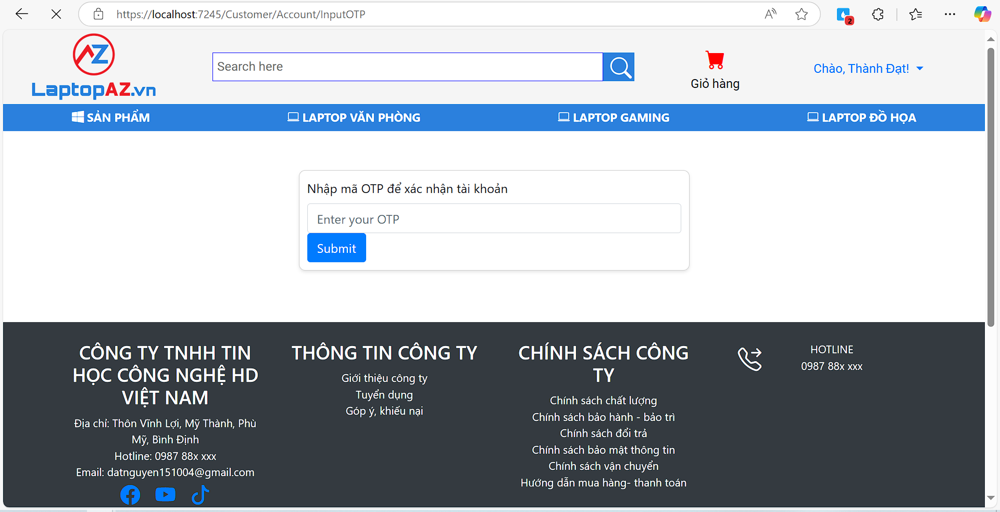 https://localhost:7245/Customer/Account/InputOTP
A
2
AZ
LaptopAZ.vn
Search here
Giỏ hàng
Chào, Thành Đạt!
SẢN PHẨM
LAPTOP VĂN PHÒNG
LAPTOP GAMING
LAPTOP ĐỒ HỌA
Nhập mã OTP để xác nhận tài khoản
Enter your OTP
Submit
CÔNG TY TNHH TIN
HỌC CÔNG NGHỆ HD
VIỆT NAM
Địa chỉ: Thôn Vĩnh Lợi, Mỹ Thành, Phù
Mỹ, Bình Định
Hotline: 0987 88x xxx
Email: datnguyen151004@gmail.com
THÔNG TIN CÔNG TY
Giới thiệu công ty
Tuyển dụng
Góp ý, khiếu nại
CHÍNH SÁCH CÔNG
TY
Chính sách chất lượng
Chính sách bảo hành - bảo trì
Chính sách đổi trả
Chính sách bảo mật thông tin
Chính sách vận chuyển
Hướng dẫn mua hàng- thanh toán
HOTLINE
0987 88x xxx